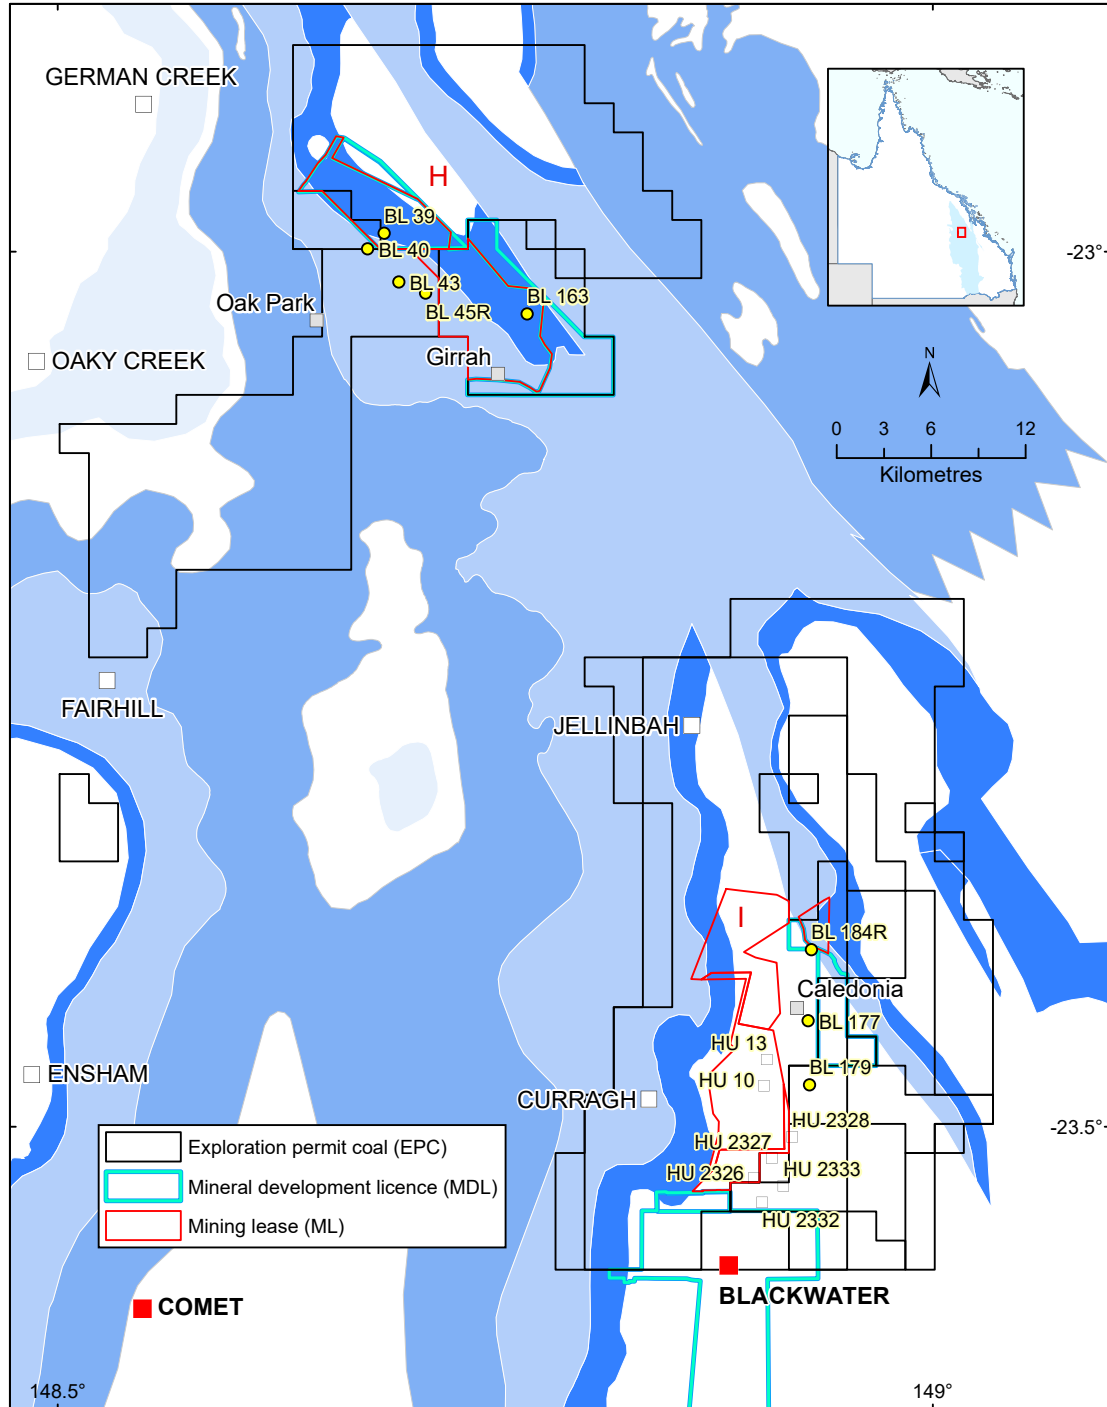 GERMAN CREEK
H
BL 39
BL 40
-23°
BL 43
Oak Park
BL 45R
BL 163
OAKY CREEK
Girrah
N
0 3 6 12
Kilometres
FAIRHILL
JELLINBAH
I
BL 184R
Caledonia
BL 177
HU 13
ENSHAM
BL 179
HU 10
CURRAGH
HU 2328
-23.5°
HU 2327
Exploration permit coal (EPC)
HU 2333
HU 2326
Mineral development licence (MDL)
HU 2332
Mining lease (ML)
BLACKWATER
COMET
148.5°
149°